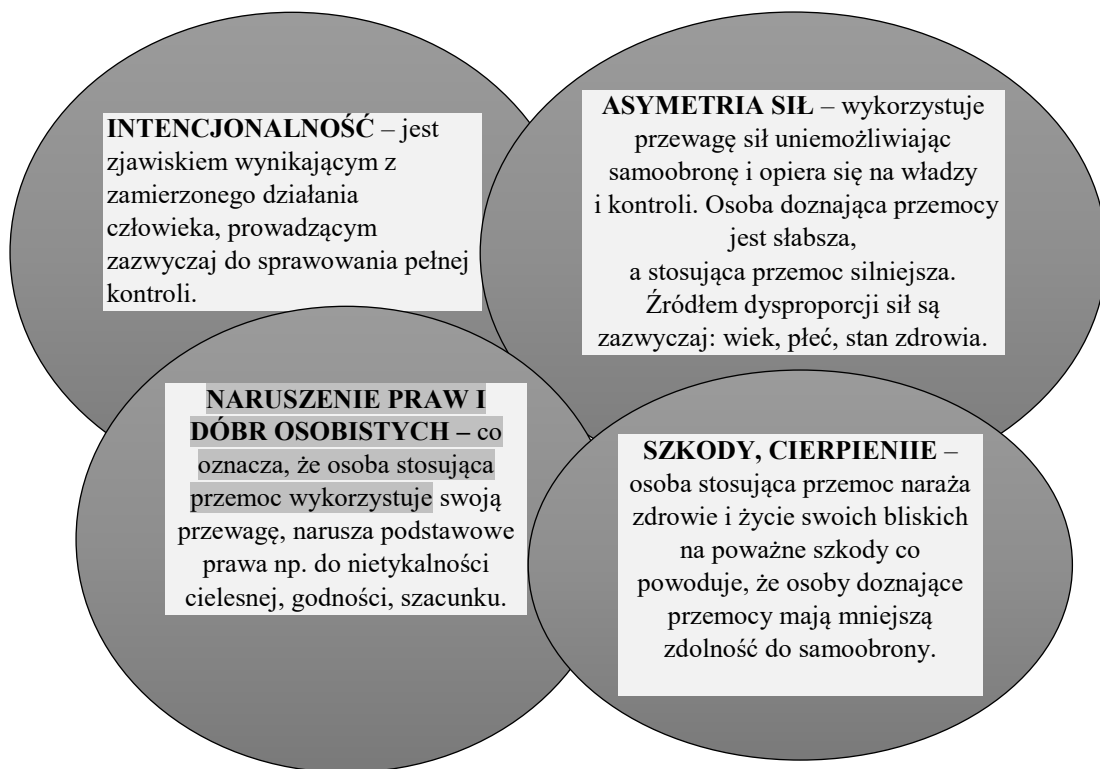 INTENCJONALNOŚĆ – jest
zjawiskiem wynikającym z
zamierzonego działania
człowieka, prowadzącym
zazwyczaj do sprawowania pełnej
kontroli.
ASYMETRIA SIŁ – wykorzystuje
przewagę sił uniemożliwiając
samoobronę i opiera się na władzy
i kontroli. Osoba doznająca przemocy
jest słabsza,
a stosująca przemoc silniejsza.
Źródłem dysproporcji sił są
zazwyczaj: wiek, płeć, stan zdrowia.
NARUSZENIE PRAW I
DÓBR OSOBISTYCH – co
oznacza, że osoba stosująca
przemoc wykorzystuje swoją
przewagę, narusza podstawowe
prawa np. do nietykalności
cielesnej, godności, szacunku.
SZKODY, CIERPIENIIE –
osoba stosująca przemoc naraża
zdrowie i życie swoich bliskich
na poważne szkody co
powoduje, że osoby doznające
przemocy mają mniejszą
zdolność do samoobrony.